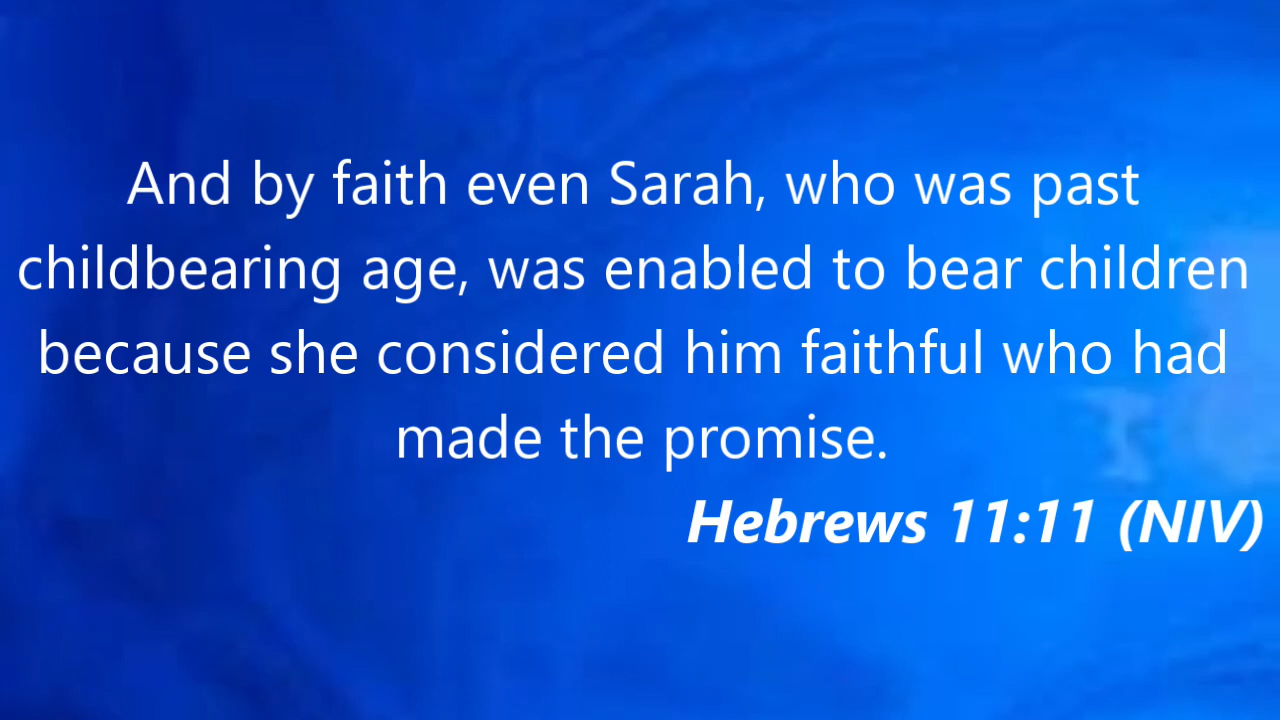 And by faith even Sarah, who was past
childbearing age, was enabled to bear children
because she considered him faithful who had
made the promise.
Hebrews 11:11 (NIV)